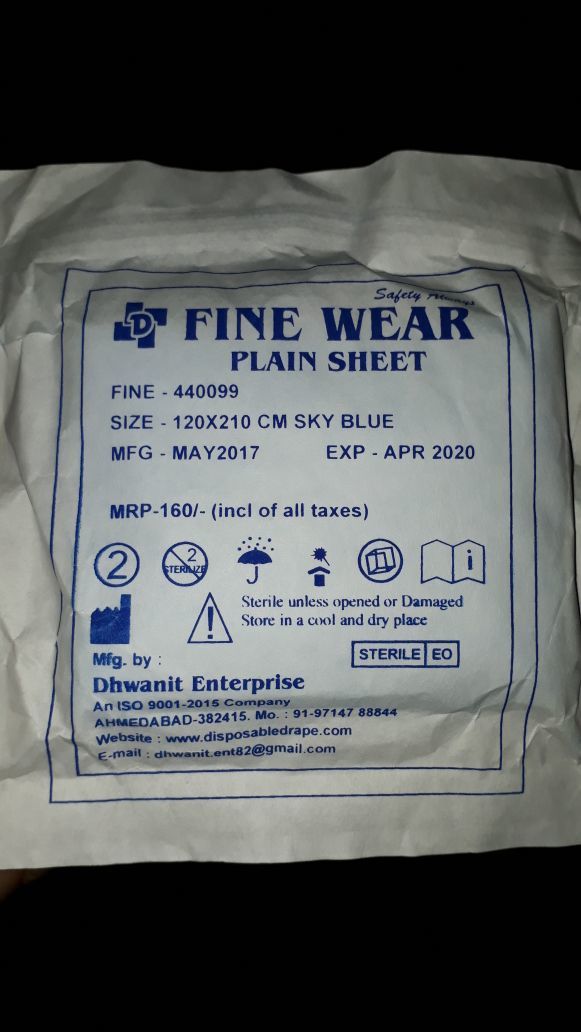 Safety Always
D FINE WEAR
PLAIN SHEET
FINE - 440099
SIZE - 120X210 CM SKY BLUE
MFG - MAY2017 EXP - APR 2020
MRP-160/- (incl of all taxes)
2 2 STERILIZE i
! Sterile unless opened or Damaged
Store in a cool and dry place
STERILE EO
Mfg. by :
Dhwanit Enterprise
An ISO 9001-2015 Company
AHMEDABAD-382415. Mo. : 91-97147 88844
Website : www.disposabledrape.com
E-mail : dhwanit.ent82@gmail.com